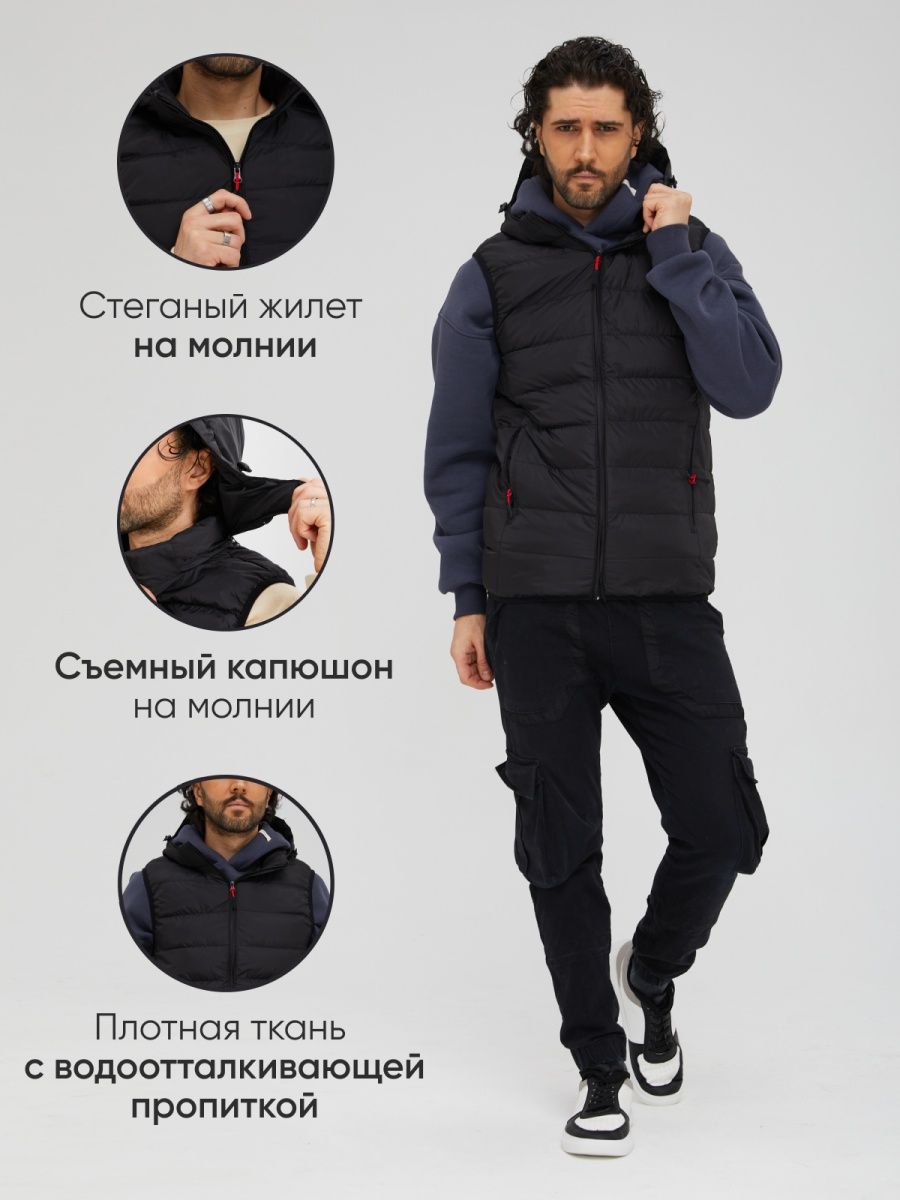 Стеганый жилет
на молнии
Съемный капюшон
на молнии
Плотная ткань
с водоотталкивающей
пропиткой